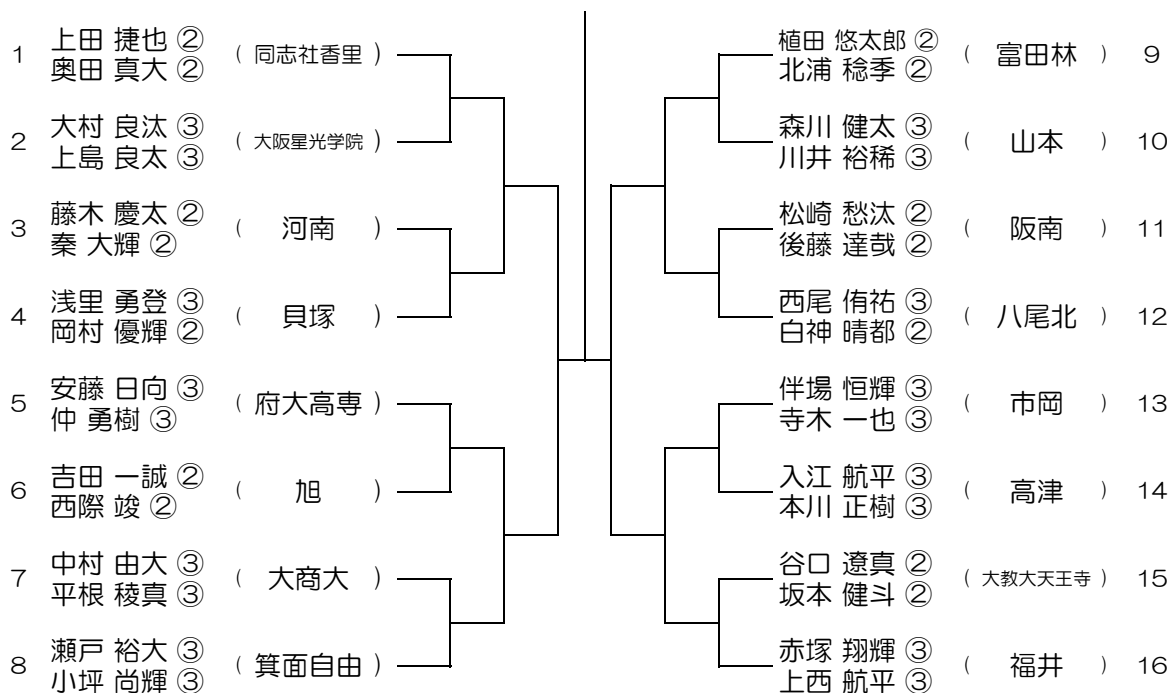 1 上田 捷也 ② ( 同志社香里 )
奥田 真大 ②
2 大村 良汰 ③ ( 大阪星光学院 )
上島 良太 ③
3 藤木 慶太 ② ( 河南 )
秦 大輝 ②
4 浅里 勇登 ③ ( 貝塚 )
岡村 優輝 ②
5 安藤 日向 ③ ( 府大高専 )
仲 勇樹 ③
6 吉田 一誠 ② ( 旭 )
西際 竣 ②
7 中村 由大 ③ ( 大商大 )
平根 稜真 ③
8 瀬戸 裕大 ③ ( 箕面自由 )
小坪 尚輝 ③
植田 悠太郎 ② ( 富田林 ) 9
北浦 稔季 ②
森川 健太 ③ ( 山本 ) 10
川井 裕稀 ③
松崎 愁汰 ② ( 阪南 ) 11
後藤 達哉 ②
西尾 侑祐 ③ ( 八尾北 ) 12
白神 晴都 ②
伴場 恒輝 ③ ( 市岡 ) 13
寺木 一也 ③
入江 航平 ③ ( 高津 ) 14
本川 正樹 ③
谷口 遼真 ② ( 大教大天王寺 ) 15
坂本 健斗 ②
赤塚 翔輝 ③ ( 福井 ) 16
上西 航平 ③